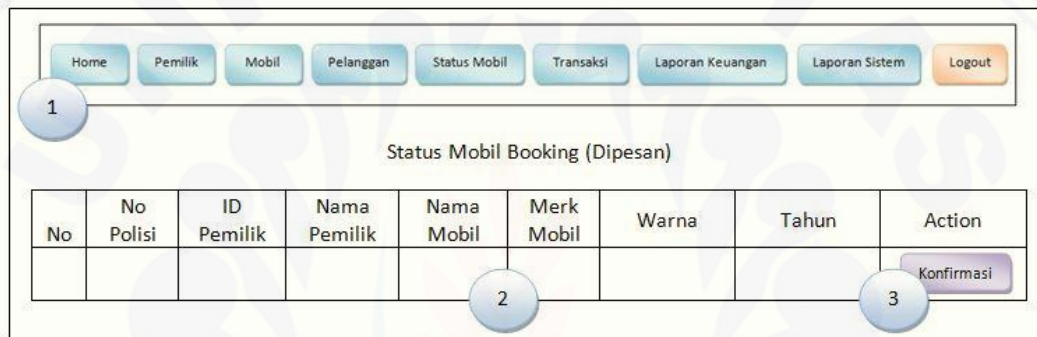 Home Pemilik Mobil Pelanggan Status Mobil Transaksi Laporan Keuangan Laporan Sistem Logout
1
Status Mobil Booking (Dipesan)
No No Polisi ID Pemilik Nama Pemilik Nama Mobil Merk Mobil Warna Tahun Action
Konfirmasi
2 3